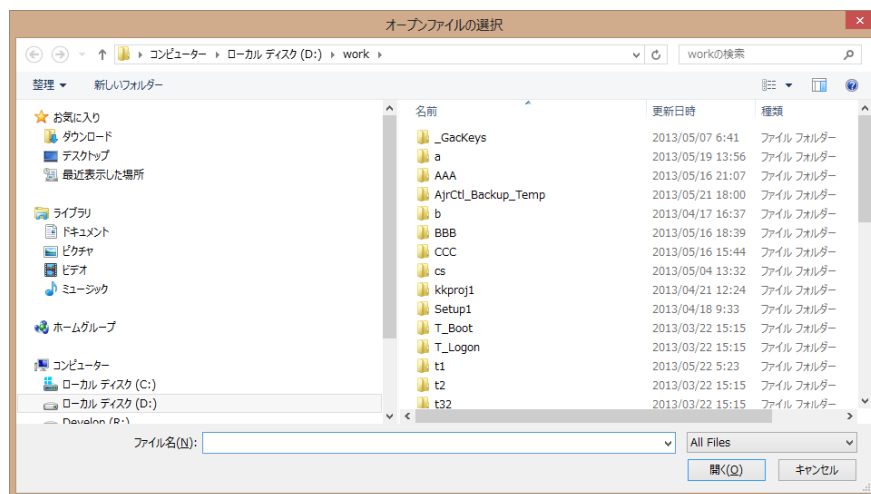 オープンファイルの選択
コンピューター ▸ ローカル ディスク (D:) ▸ work ▸
workの検索
整理 ▼ 新しいフォルダー
お気に入り
ダウンロード
デスクトップ
最近表示した場所
ライブラリ
ドキュメント
ピクチャ
ビデオ
ミュージック
ホームグループ
コンピューター
ローカル ディスク (C:)
ローカル ディスク (D:)
Develop (R:)
名前 更新日時 種類
_GacKeys 2013/05/07 6:41 ファイル フォルダー
a 2013/05/19 13:56 ファイル フォルダー
AAA 2013/05/16 21:07 ファイル フォルダー
AjrCtl_Backup_Temp 2013/05/21 18:00 ファイル フォルダー
b 2013/04/17 16:37 ファイル フォルダー
BBB 2013/05/16 18:39 ファイル フォルダー
CCC 2013/05/16 15:44 ファイル フォルダー
cs 2013/05/04 13:32 ファイル フォルダー
kkproj1 2013/04/21 12:24 ファイル フォルダー
Setup1 2013/04/18 9:33 ファイル フォルダー
T_Boot 2013/03/22 15:15 ファイル フォルダー
T_Logon 2013/03/22 15:15 ファイル フォルダー
t1 2013/05/22 5:23 ファイル フォルダー
t2 2013/03/22 15:15 ファイル フォルダー
t32 2013/03/22 15:15 ファイル フォルダー
ファイル名(N):
All Files
開く(O) キャンセル